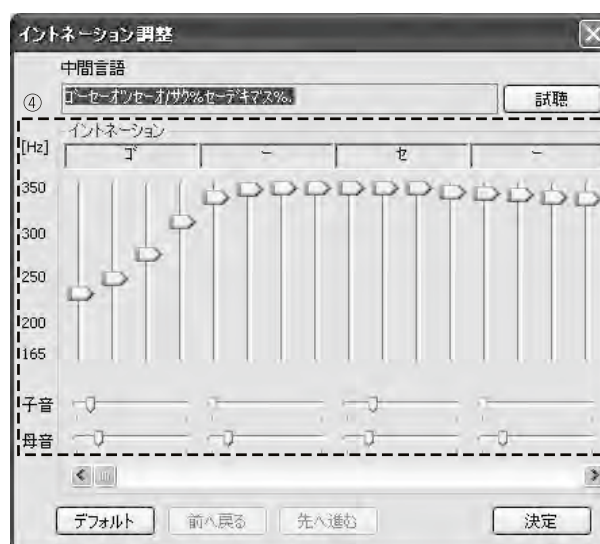 イントネーション調整
中間言語
④ ゴーセーオンセーオ/サク%セーデキマス%. 試聴
イントネーション
[Hz] ゴ ー セ ー
350
300
250
200
165
子音
母音
デフォルト 前へ戻る 先へ進む 決定